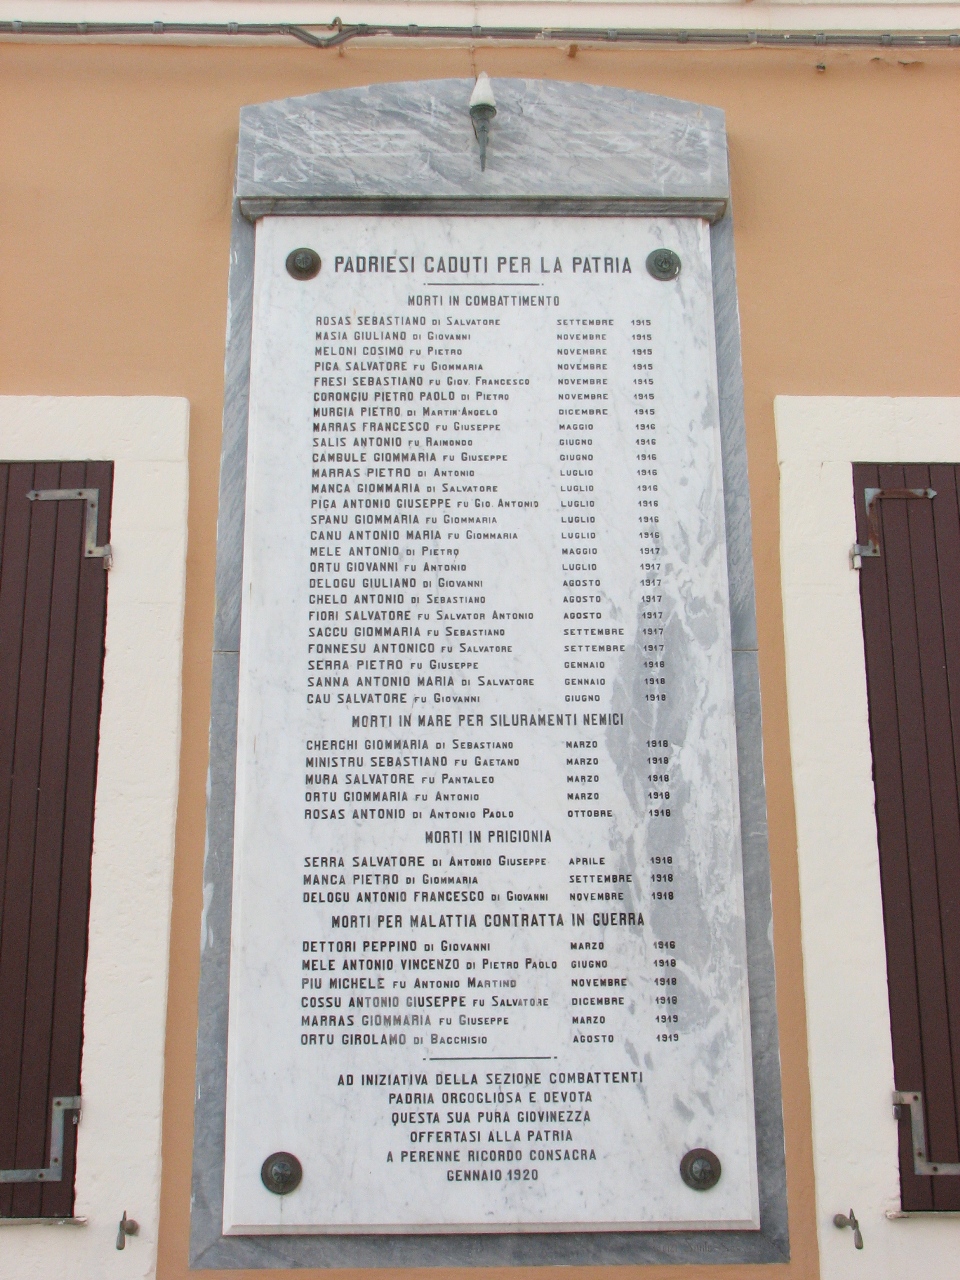 PADRIESI CADUTI PER LA PATRIA
MORTI IN COMBATTIMENTO
ROSAS SEBASTIANO DI SALVATORE SETTEMBRE 1915
MASIA GIULIANO DI GIOVANNI NOVEMBRE 1915
MELONI COSIMO FU PIETRO NOVEMBRE 1915
PIGA SALVATORE FU GIOMMARIA NOVEMBRE 1915
FRESI SEBASTIANO FU GIOV. FRANCESCO NOVEMBRE 1915
CORONGIU PIETRO PAOLO DI PIETRO NOVEMBRE 1915
MURGIA PIETRO DI MARTIN'ANGELO DICEMBRE 1915
MARRAS FRANCESCO FU GIUSEPPE MAGGIO 1916
SALIS ANTONIO FU RAIMONDO GIUGNO 1916
CAMBULE GIOMMARIA FU GIUSEPPE GIUGNO 1916
MARRAS PIETRO DI ANTONIO LUGLIO 1916
MANCA GIOMMARIA DI SALVATORE LUGLIO 1916
PIGA ANTONIO GIUSEPPE FU GIO. ANTONIO LUGLIO 1916
SPANU GIOMMARIA FU GIOMMARIA LUGLIO 1916
CANU ANTONIO MARIA FU GIOMMARIA LUGLIO 1916
MELE ANTONIO DI PIETRO MAGGIO 1917
ORTU GIOVANNI FU ANTONIO LUGLIO 1917
DELOGU GIULIANO DI GIOVANNI AGOSTO 1917
CHELO ANTONIO DI SEBASTIANO AGOSTO 1917
FIORI SALVATORE FU SALVATOR ANTONIO AGOSTO 1917
SACCU GIOMMARIA FU SEBASTIANO SETTEMBRE 1917
FONNESU ANTONICO FU SALVATORE SETTEMBRE 1917
SERRA PIETRO FU GIUSEPPE GENNAIO 1918
SANNA ANTONIO MARIA DI SALVATORE GENNAIO 1918
CAU SALVATORE FU GIOVANNI GIUGNO 1918
MORTI IN MARE PER SILURAMENTI NEMICI
CHERCHI GIOMMARIA DI SEBASTIANO MARZO 1918
MINISTRU SEBASTIANO FU GAETANO MARZO 1918
MURA SALVATORE FU PANTALEO MARZO 1918
ORTU GIOMMARIA FU ANTONIO MARZO 1918
ROSAS ANTONIO DI ANTONIO PAOLO OTTOBRE 1918
MORTI IN PRIGIONIA
SERRA SALVATORE DI ANTONIO GIUSEPPE APRILE 1918
MANCA PIETRO DI GIOMMARIA SETTEMBRE 1918
DELOGU ANTONIO FRANCESCO DI GIOVANNI NOVEMBRE 1918
MORTI PER MALATTIA CONTRATTA IN GUERRA
DETTORI PEPPINO DI GIOVANNI MARZO 1916
MELE ANTONIO VINCENZO DI PIETRO PAOLO GIUGNO 1918
PIU MICHELE FU ANTONIO MARTINO NOVEMBRE 1918
COSSU ANTONIO GIUSEPPE FU SALVATORE DICEMBRE 1918
MARRAS GIOMMARIA FU GIUSEPPE MARZO 1919
ORTU GIROLAMO DI BACCHISIO AGOSTO 1919
AD INIZIATIVA DELLA SEZIONE COMBATTENTI
PADRIA ORGOGLIOSA E DEVOTA
QUESTA SUA PURA GIOVINEZZA
OFFERTASI ALLA PATRIA
A PERENNE RICORDO CONSACRA
GENNAIO 1920